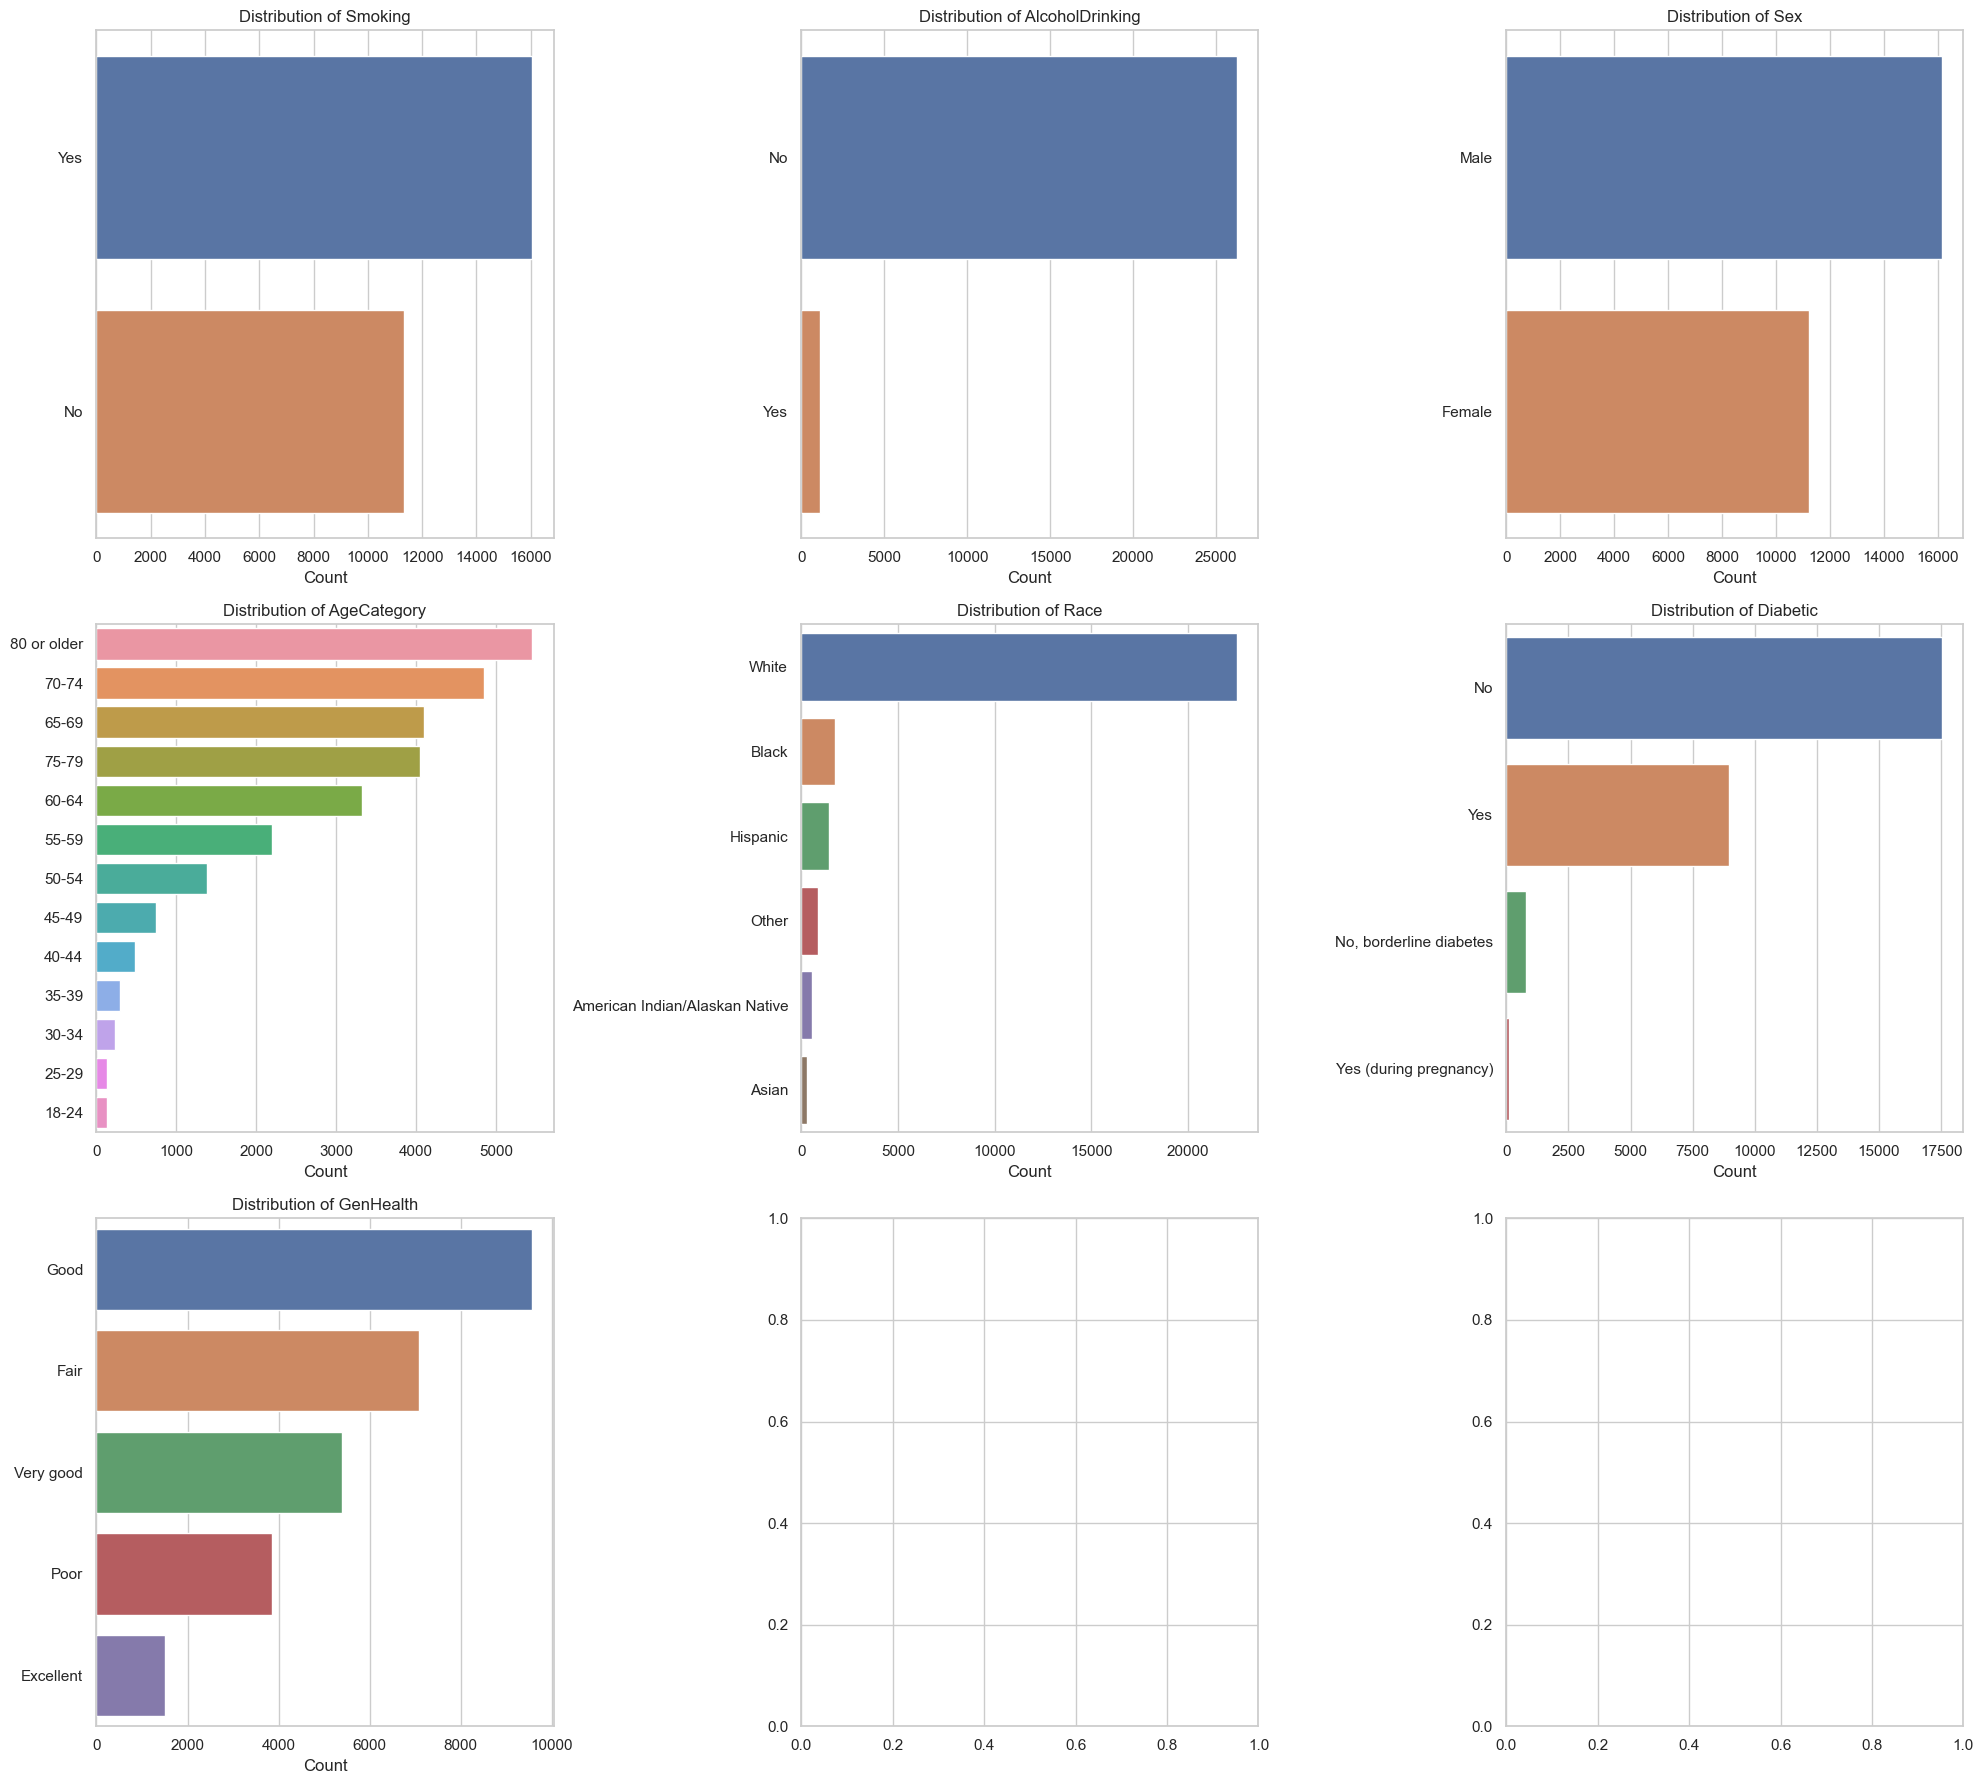 Distribution of Smoking
Yes
No
0 2000 4000 6000 8000 10000 12000 14000 16000
Count
Distribution of AlcoholDrinking
No
Yes
0 5000 10000 15000 20000 25000
Count
Distribution of Sex
Male
Female
0 2000 4000 6000 8000 10000 12000 14000 16000
Count
Distribution of AgeCategory
80 or older
70-74
65-69
75-79
60-64
55-59
50-54
45-49
40-44
35-39
30-34
25-29
18-24
0 1000 2000 3000 4000 5000
Count
Distribution of Race
White
Black
Hispanic
Other
American Indian/Alaskan Native
Asian
0 5000 10000 15000 20000
Count
Distribution of Diabetic
No
Yes
No, borderline diabetes
Yes (during pregnancy)
0 2500 5000 7500 10000 12500 15000 17500
Count
Distribution of GenHealth
Good
Fair
Very good
Poor
Excellent
0 2000 4000 6000 8000 10000
Count
1.0
0.8
0.6
0.4
0.2
0.0
0.0 0.2 0.4 0.6 0.8 1.0
1.0
0.8
0.6
0.4
0.2
0.0
0.0 0.2 0.4 0.6 0.8 1.0